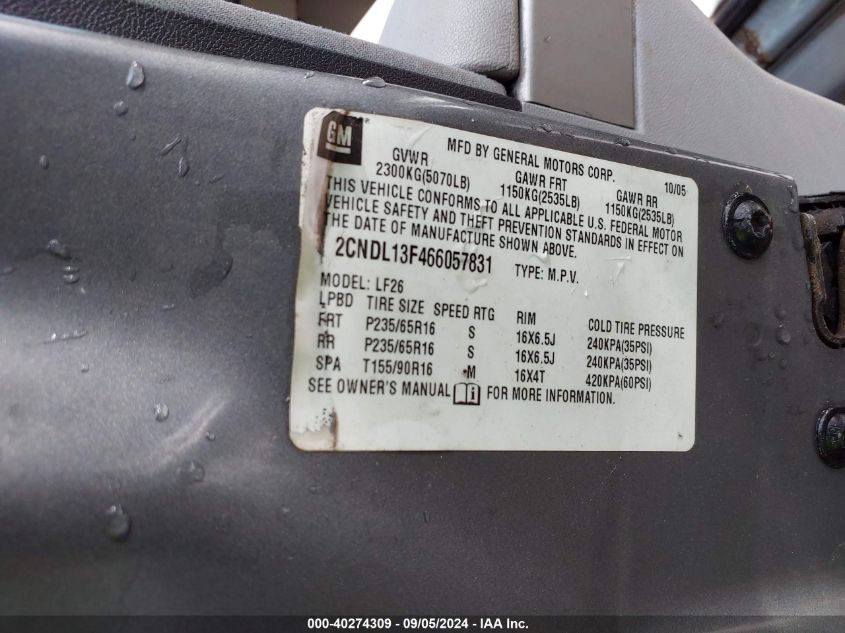 GM
MFD BY GENERAL MOTORS CORP. 10/05
GVWR GAWR FRT GAWR RR
2300KG(5070LB) 1150KG(2535LB) 1150KG(2535LB)
THIS VEHICLE CONFORMS TO ALL APPLICABLE U.S. FEDERAL MOTOR
VEHICLE SAFETY AND THEFT PREVENTION STANDARDS IN EFFECT ON
THE DATE OF MANUFACTURE SHOWN ABOVE.
2CNDL13F466057831 TYPE: M.P.V.
MODEL: LF26
LPBD TIRE SIZE SPEED RTG RIM COLD TIRE PRESSURE
FRT P235/65R16 S 16X6.5J 240KPA(35PSI)
RR P235/65R16 S 16X6.5J 240KPA(35PSI)
SPA T155/90R16 M 16X4T 420KPA(60PSI)
SEE OWNER'S MANUAL i FOR MORE INFORMATION.
000-40274309 - 09/05/2024 - IAA Inc.